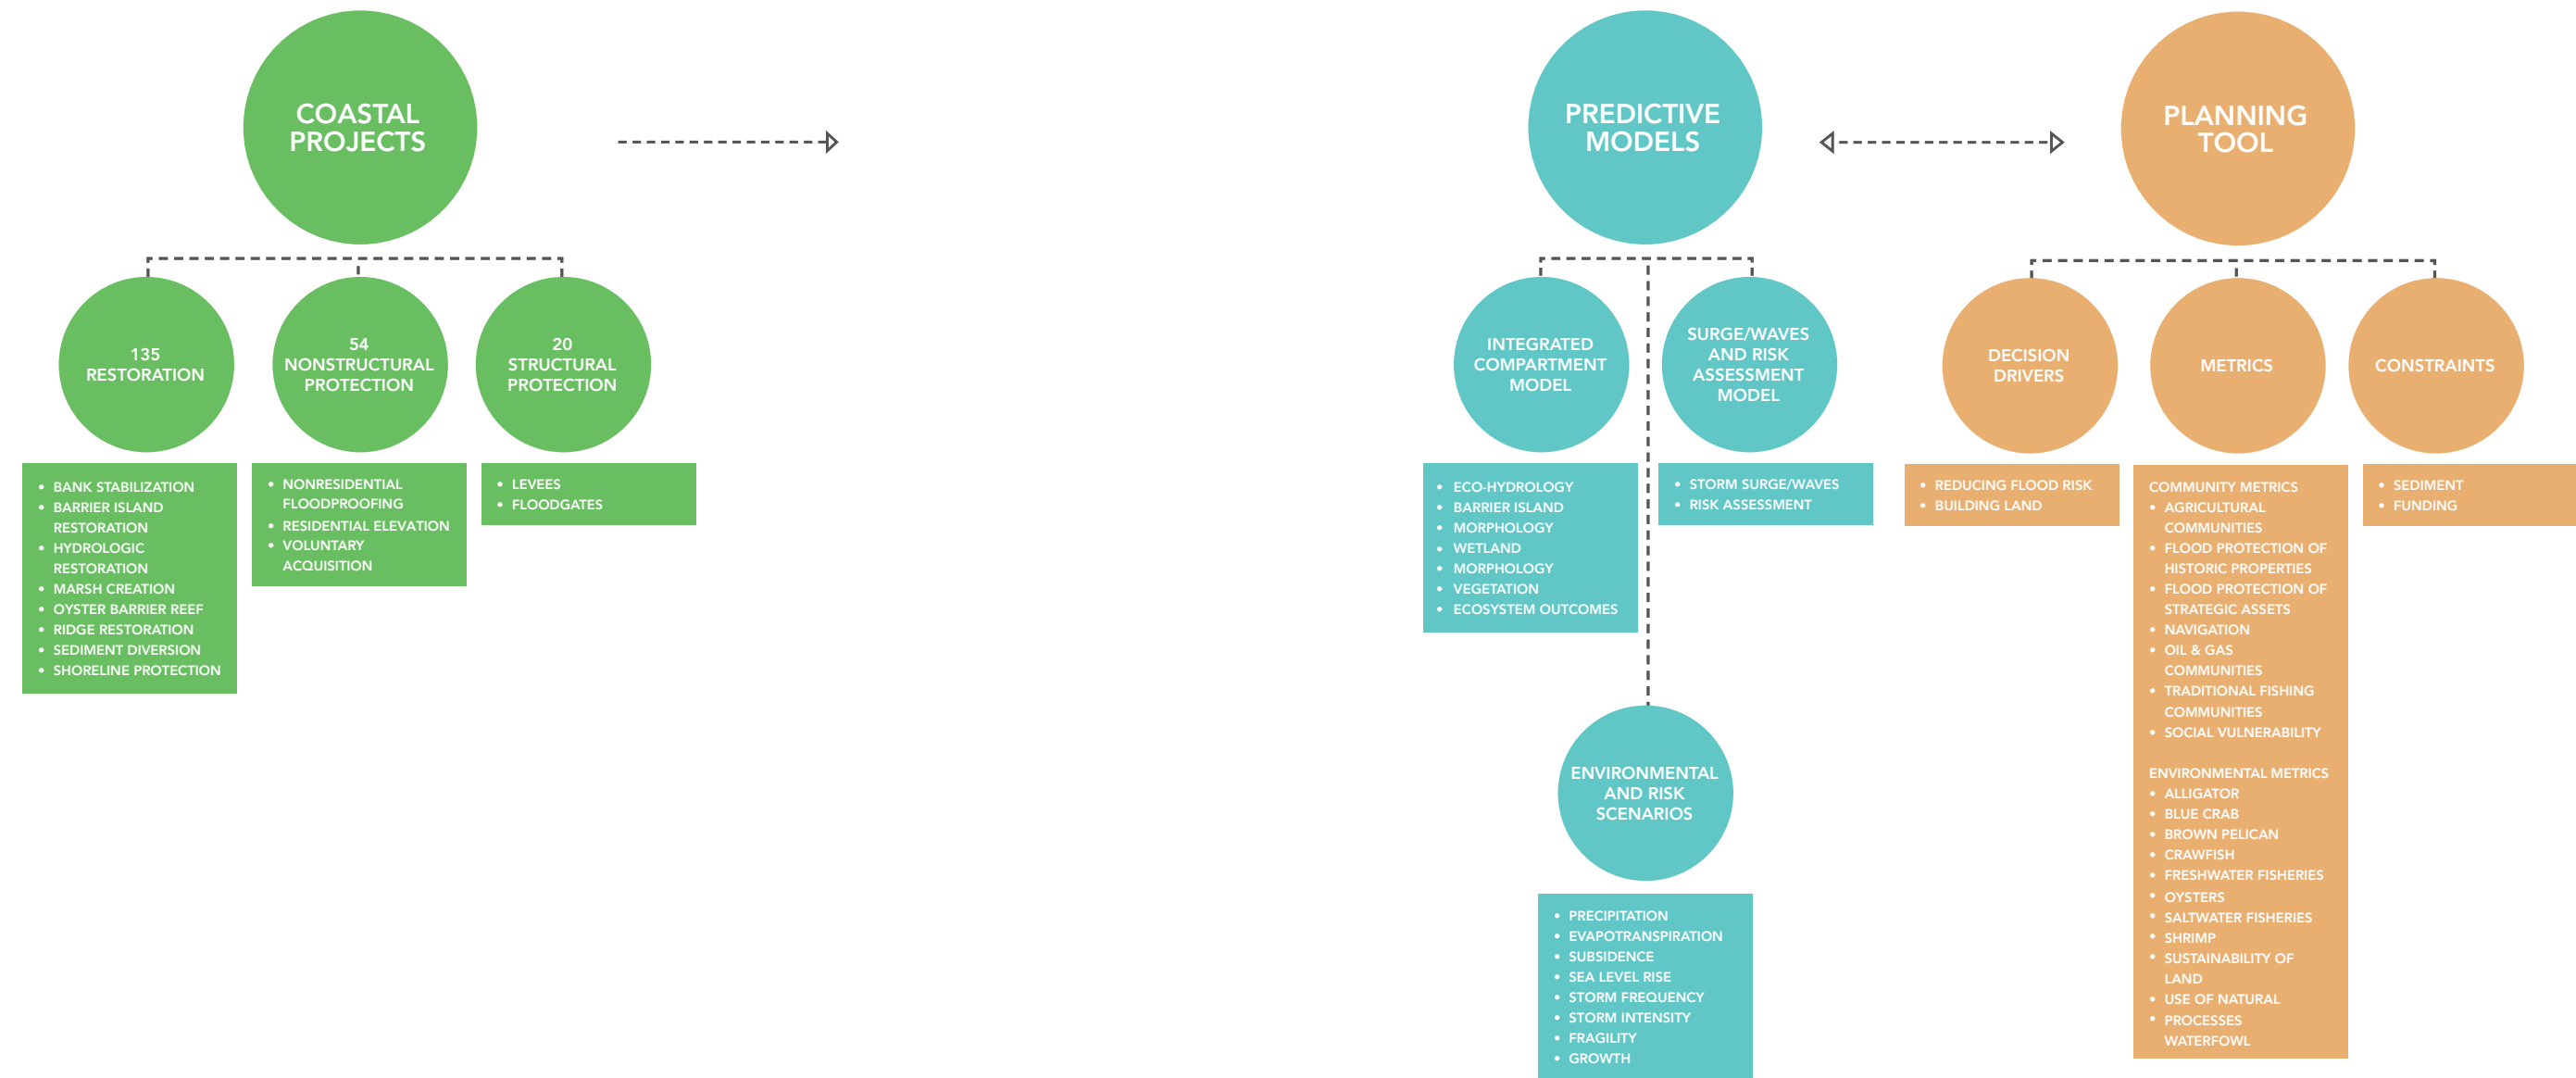 COASTAL
PROJECTS
135
RESTORATION
• BANK STABILIZATION
• BARRIER ISLAND
RESTORATION
• HYDROLOGIC
RESTORATION
• MARSH CREATION
• OYSTER BARRIER REEF
• RIDGE RESTORATION
• SEDIMENT DIVERSION
• SHORELINE PROTECTION
54
NONSTRUCTURAL
PROTECTION
• NONRESIDENTIAL
FLOODPROOFING
• RESIDENTIAL ELEVATION
• VOLUNTARY
ACQUISITION
20
STRUCTURAL
PROTECTION
• LEVEES
• FLOODGATES
PREDICTIVE
MODELS
INTEGRATED
COMPARTMENT
MODEL
• ECO-HYDROLOGY
• BARRIER ISLAND
• MORPHOLOGY
• WETLAND
• MORPHOLOGY
• VEGETATION
• ECOSYSTEM OUTCOMES
SURGE/WAVES
AND RISK
ASSESSMENT
MODEL
• STORM SURGE/WAVES
• RISK ASSESSMENT
ENVIRONMENTAL
AND RISK
SCENARIOS
• PRECIPITATION
• EVAPOTRANSPIRATION
• SUBSIDENCE
• SEA LEVEL RISE
• STORM FREQUENCY
• STORM INTENSITY
• FRAGILITY
• GROWTH
PLANNING
TOOL
DECISION
DRIVERS
• REDUCING FLOOD RISK
• BUILDING LAND
METRICS
COMMUNITY METRICS
• AGRICULTURAL
COMMUNITIES
• FLOOD PROTECTION OF
HISTORIC PROPERTIES
• FLOOD PROTECTION OF
STRATEGIC ASSETS
• NAVIGATION
• OIL & GAS
COMMUNITIES
• TRADITIONAL FISHING
COMMUNITIES
• SOCIAL VULNERABILITY
ENVIRONMENTAL METRICS
• ALLIGATOR
• BLUE CRAB
• BROWN PELICAN
• CRAWFISH
• FRESHWATER FISHERIES
• OYSTERS
• SALTWATER FISHERIES
• SHRIMP
• SUSTAINABILITY OF
LAND
• USE OF NATURAL
• PROCESSES
WATERFOWL
CONSTRAINTS
• SEDIMENT
• FUNDING